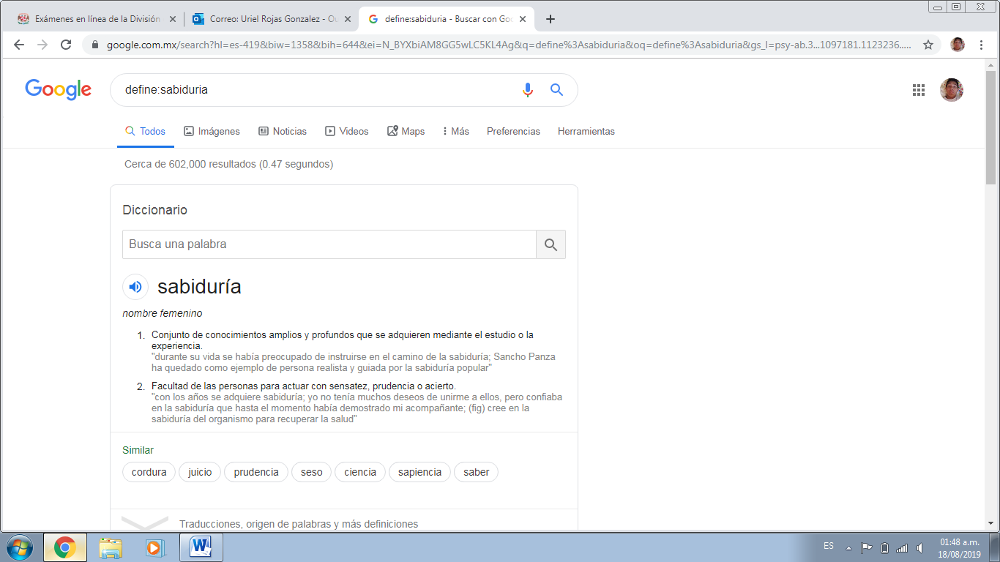 Exámenes en línea de la División
Correo: Uriel Rojas Gonzalez - Ou
define:sabiduria - Buscar con Goo
google.com.mx/search?hl=es-419&biw=1358&bih=644&ei=N_BYXbiAM8GG5wLC5KL4Ag&q=define%3Asabiduria&oq=define%3Asabiduria&gs_l=psy-ab.3...1097181.1123236.....
Google
define:sabiduria
Todos Imágenes Noticias Videos Maps Más Preferencias Herramientas
Cerca de 602,000 resultados (0.47 segundos)
Diccionario
Busca una palabra
sabiduría
nombre femenino
1. Conjunto de conocimientos amplios y profundos que se adquieren mediante el estudio o la
experiencia.
"durante su vida se había preocupado de instruirse en el camino de la sabiduría; Sancho Panza
ha quedado como ejemplo de persona realista y guiada por la sabiduría popular"
2. Facultad de las personas para actuar con sensatez, prudencia o acierto.
"con los años se adquiere sabiduría; yo no tenía muchos deseos de unirme a ellos, pero confiaba
en la sabiduría que hasta el momento había demostrado mi acompañante; (fig) cree en la
sabiduría del organismo para recuperar la salud"
Similar
cordura juicio prudencia seso ciencia sapiencia saber
Traducciones, origen de palabras y más definiciones
ES
01:48 a.m.
18/08/2019